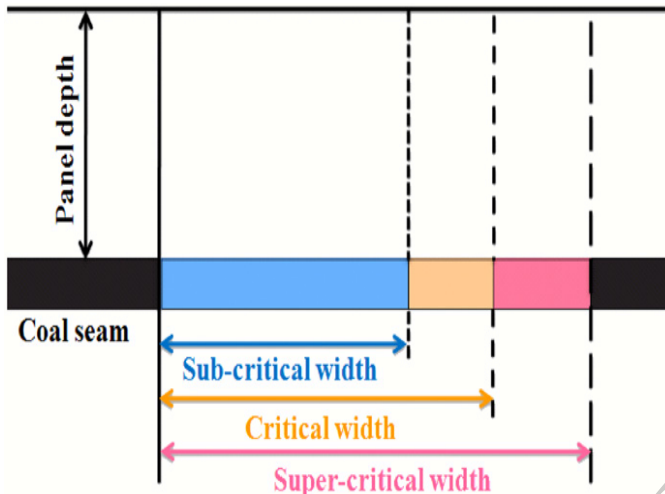 Panel depth
Coal seam
Sub-critical width
Critical width
Super-critical width